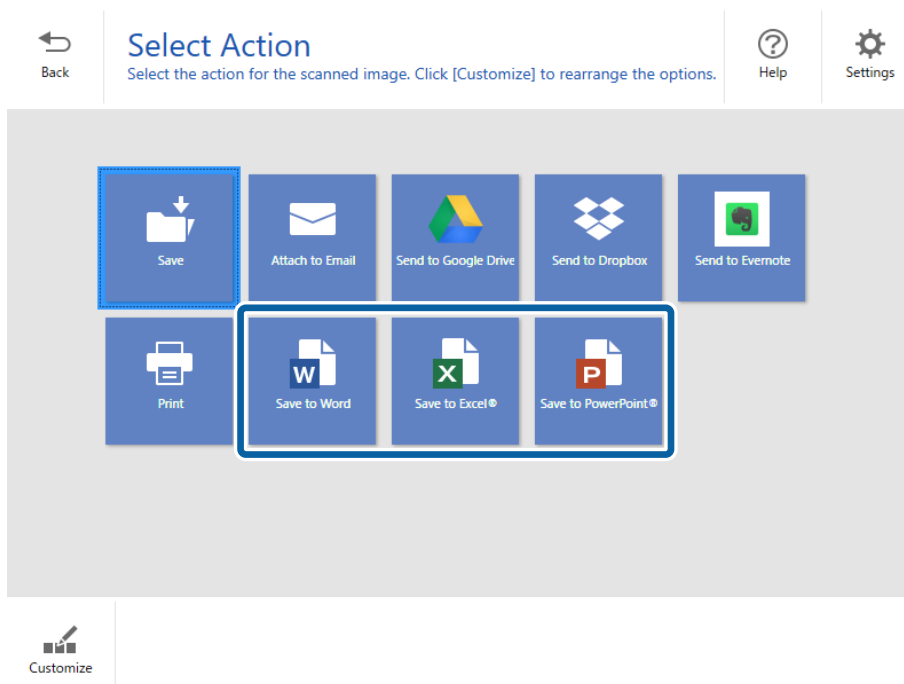 Back
Select Action
Select the action for the scanned image. Click [Customize] to rearrange the options.
Help
Settings
Save
Attach to Email
Send to Google Drive
Send to Dropbox
Send to Evernote
Print
W
Save to Word
X
Save to Excel®
P
Save to PowerPoint®
Customize